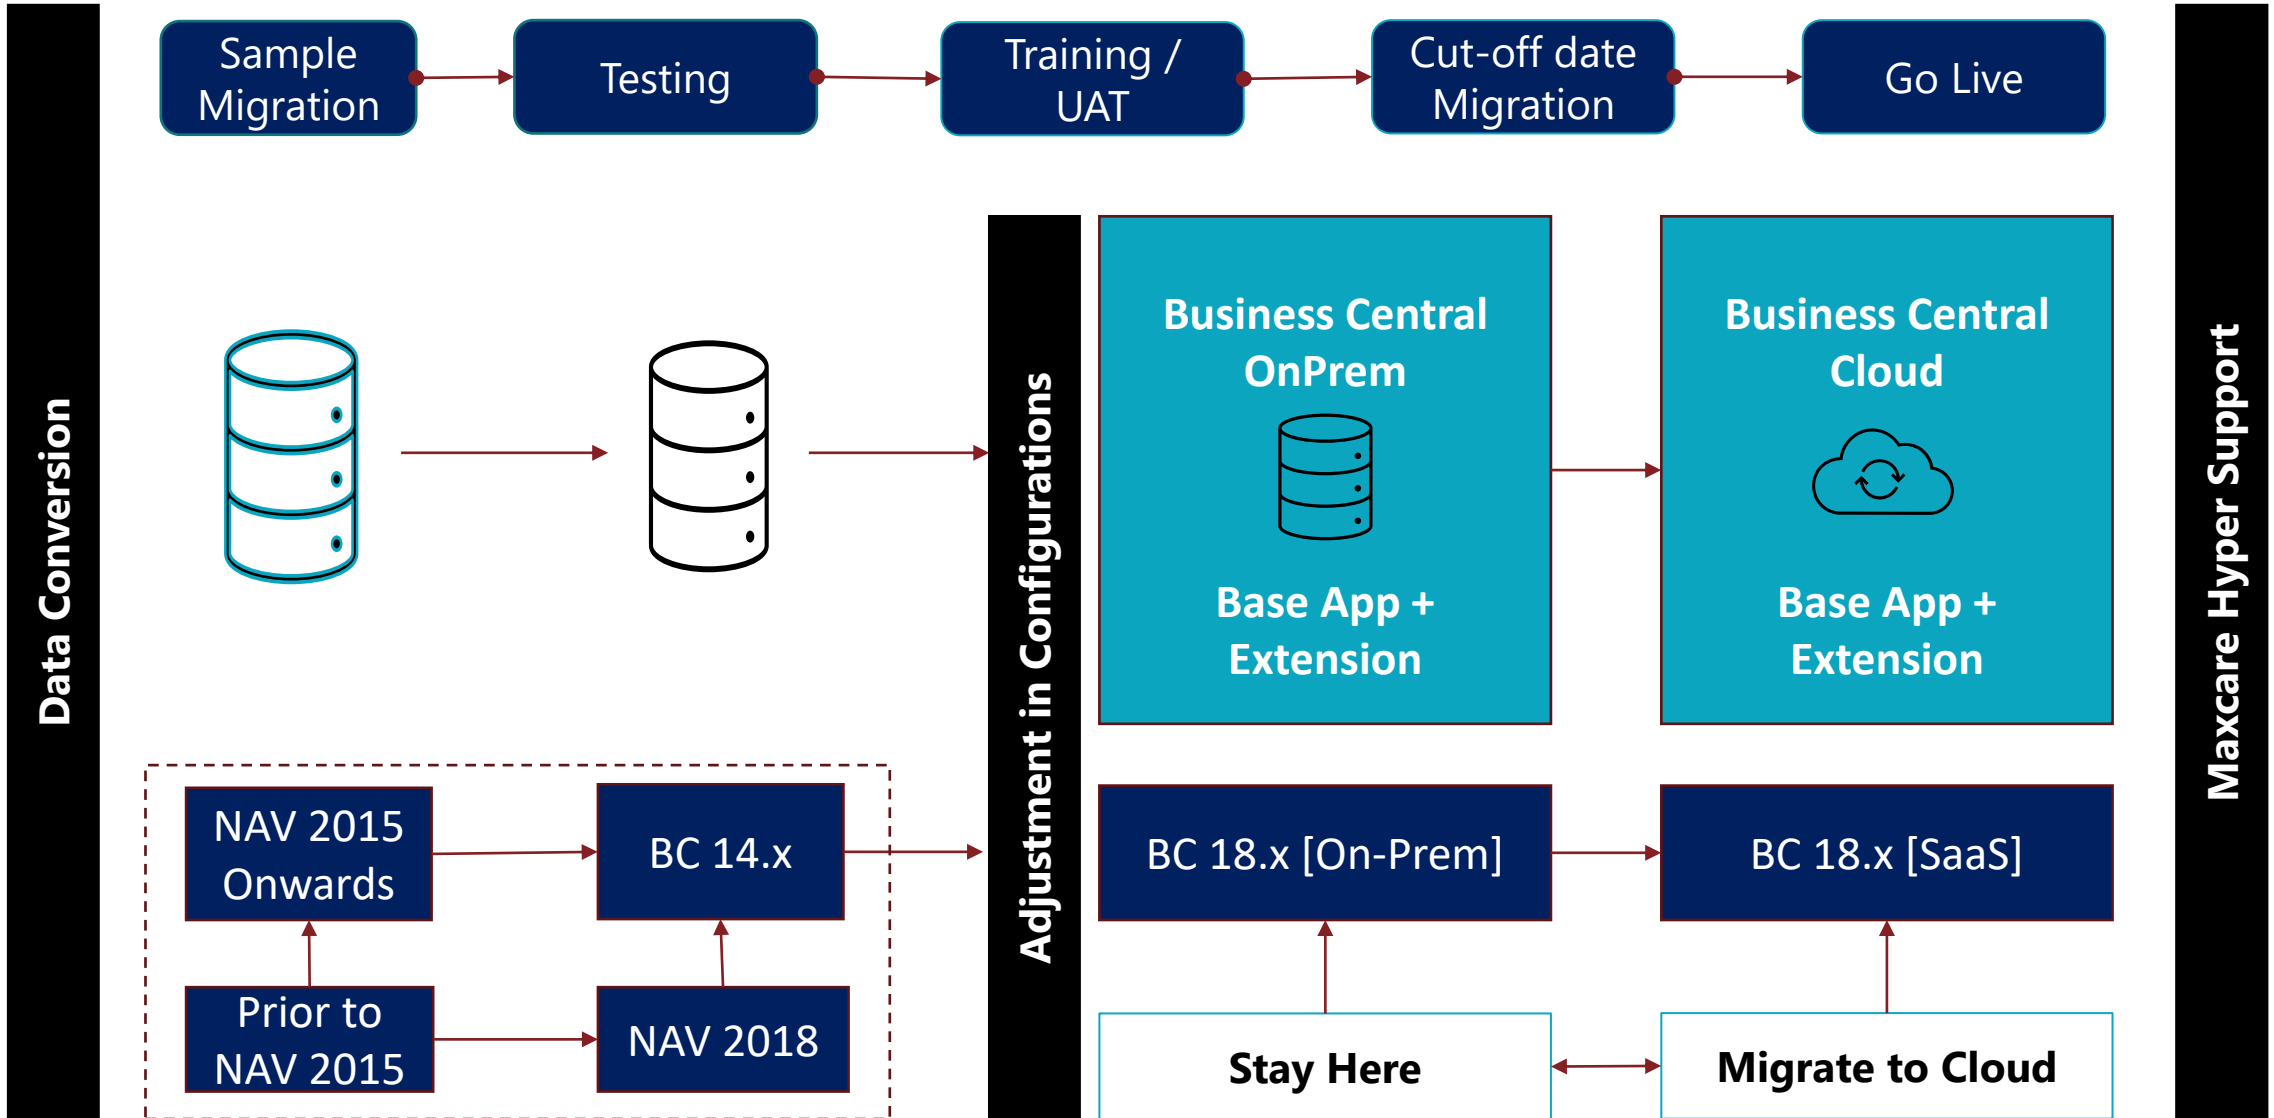 Sample
Migration
Testing
Training /
UAT
Cut-off date
Migration
Go Live
Data Conversion
Adjustment in Configurations
Business Central
OnPrem
Base App +
Extension
Business Central
Cloud
Base App +
Extension
Maxcare Hyper Support
NAV 2015
Onwards
BC 14.x
BC 18.x [On-Prem]
BC 18.x [SaaS]
Prior to
NAV 2015
NAV 2018
Stay Here
Migrate to Cloud